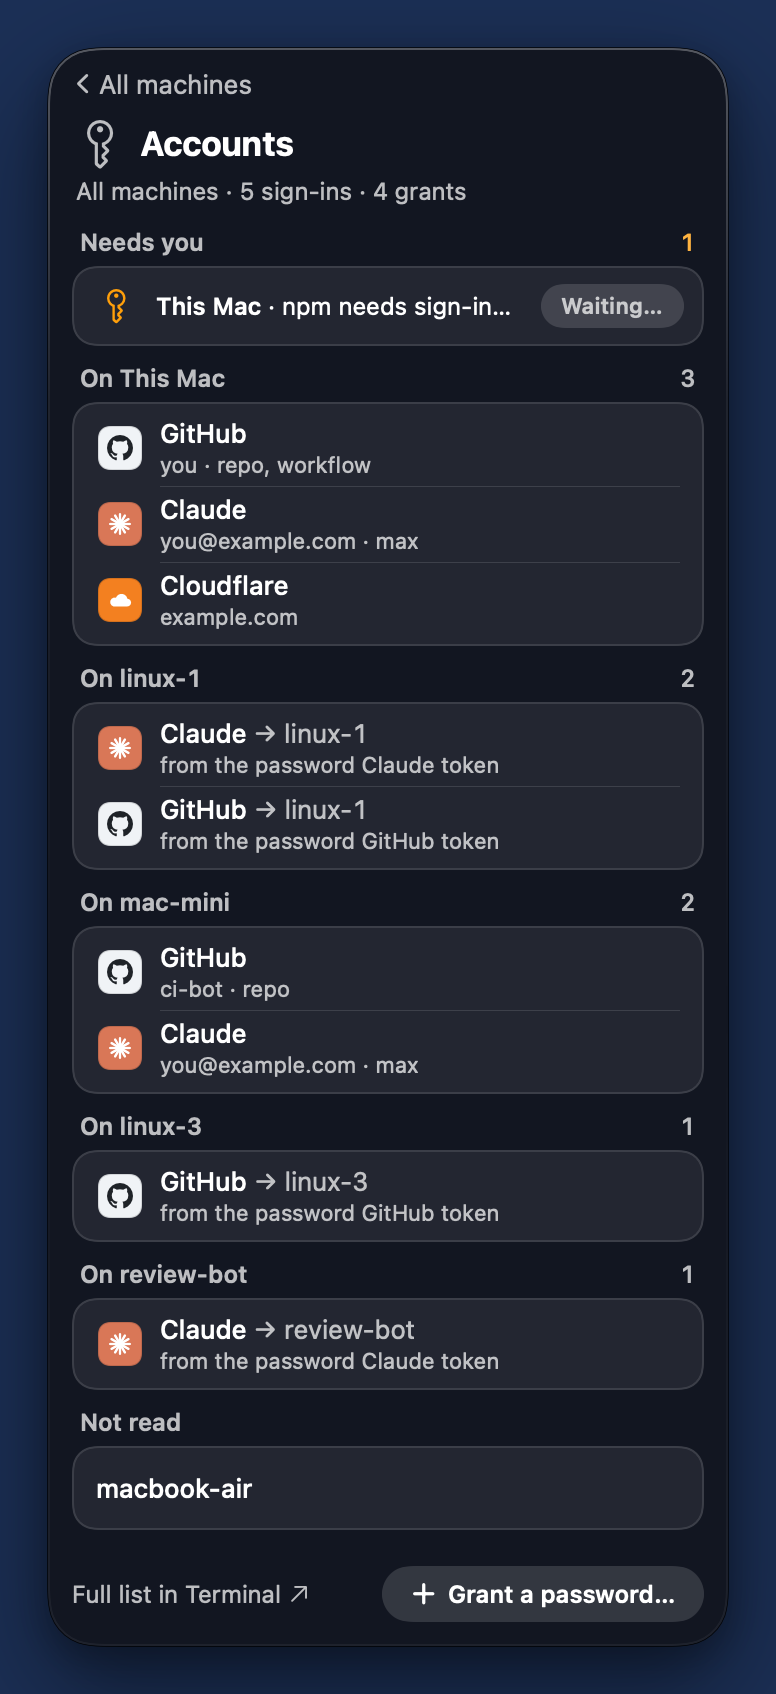 All machines
Accounts
All machines · 5 sign-ins · 4 grants
Needs you 1
This Mac · npm needs sign-in... Waiting...
On This Mac 3
GitHub
you · repo, workflow
Claude
you@example.com · max
Cloudflare
example.com
On linux-1 2
Claude → linux-1
from the password Claude token
GitHub → linux-1
from the password GitHub token
On mac-mini 2
GitHub
ci-bot · repo
Claude
you@example.com · max
On linux-3 1
GitHub → linux-3
from the password GitHub token
On review-bot 1
Claude → review-bot
from the password Claude token
Not read
macbook-air
Full list in Terminal ↗ + Grant a password...